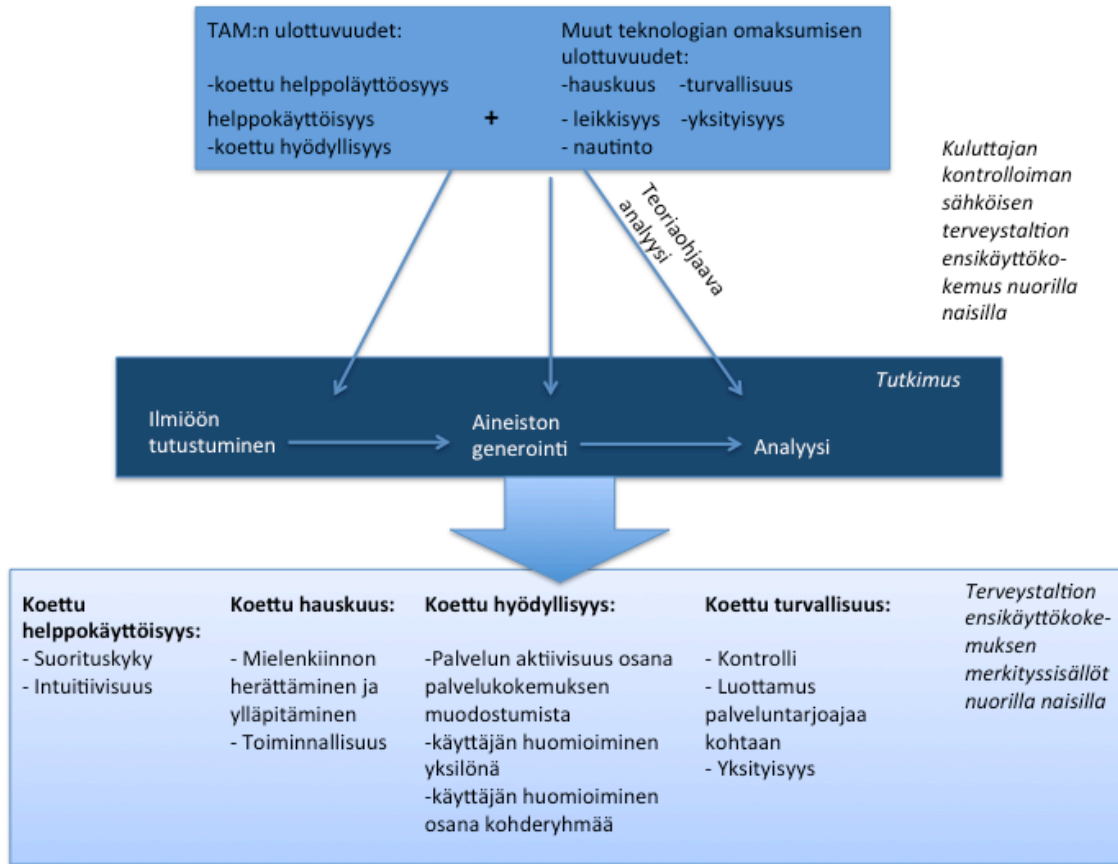 TAM:n ulottuvuudet:
-koettu helppoläyttöosyys
helppokäyttöisyys
-koettu hyödyllisyys
+
Muut teknologian omaksumisen
ulottuvuudet:
-hauskuus -turvallisuus
- leikkisyys -yksityisyys
- nautinto
Kuluttajan
kontrolloiman
sähköisen
terveystaltion
ensikäyttöko-
kemus nuorilla
naisilla
Teoriaohjaava
analyysi
Tutkimus
Ilmiöön
tutustuminen
Aineiston
generointi
Analyysi
Koettu
helppokäyttöisyys:
- Suorituskyky
- Intuitiivisuus
Koettu hauskuus:
- Mielenkiinnon
herättäminen ja
ylläpitäminen
- Toiminnallisuus
Koettu hyödyllisyys:
-Palvelun aktiivisuus osana
palvelukokemuksen
muodostumista
-käyttäjän huomioiminen
yksilönä
-käyttäjän huomioiminen
osana kohderyhmää
Koettu turvallisuus:
- Kontrolli
- Luottamus
palveluntarjoajaa
kohtaan
- Yksityisyys
Terveystaltion
ensikäyttökoke-
muksen
merkityssisällöt
nuorilla naisilla